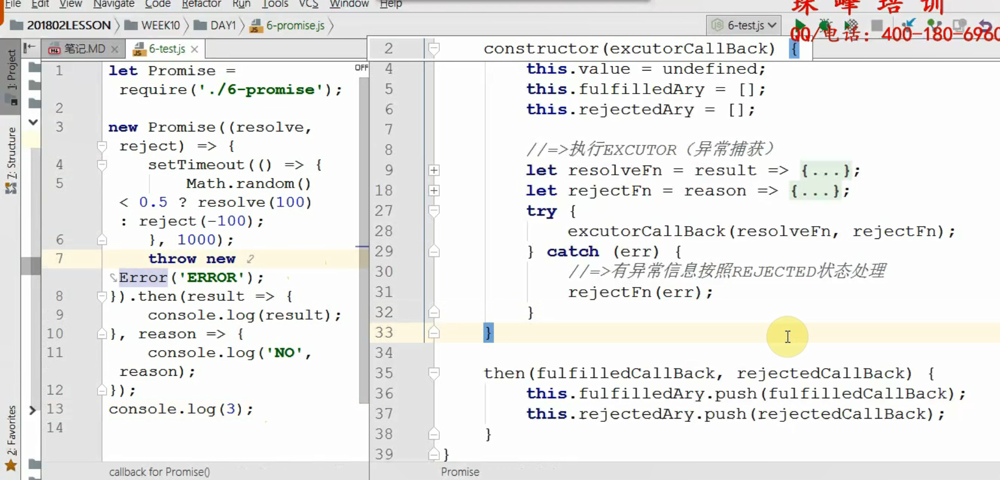 File Edit View Navigate Code Refactor Run Tools VCS Window Help
珠峰培训
201802LESSON WEEK10 DAY1 6-promise.js 6-test.js
QQ/电话：400-180-6960
1: Project
7: Structure
2: Favorites
笔记.MD 6-test.js
OFF
1 let Promise =
require('./6-promise');
2
3 new Promise((resolve,
reject) => {
4 setTimeout(() => {
5 Math.random()
< 0.5 ? resolve(100)
: reject(-100);
6 }, 1000);
7 throw new
Error('ERROR');
8 }).then(result => {
9 console.log(result);
10 }, reason => {
11 console.log('NO',
reason);
12 });
13 console.log(3);
14
callback for Promise()
2 constructor(excutorCallBack) {
4 this.value = undefined;
5 this.fulfilledAry = [];
6 this.rejectedAry = [];
7
8 //=>执行EXCUTOR（异常捕获）
9 let resolveFn = result => {...};
18 let rejectFn = reason => {...};
27 try {
28 excutorCallBack(resolveFn, rejectFn);
29 } catch (err) {
30 //=>有异常信息按照REJECTED状态处理
31 rejectFn(err);
32 }
33 }
34
35 then(fulfilledCallBack, rejectedCallBack) {
36 this.fulfilledAry.push(fulfilledCallBack);
37 this.rejectedAry.push(rejectedCallBack);
38 }
39 }
Promise